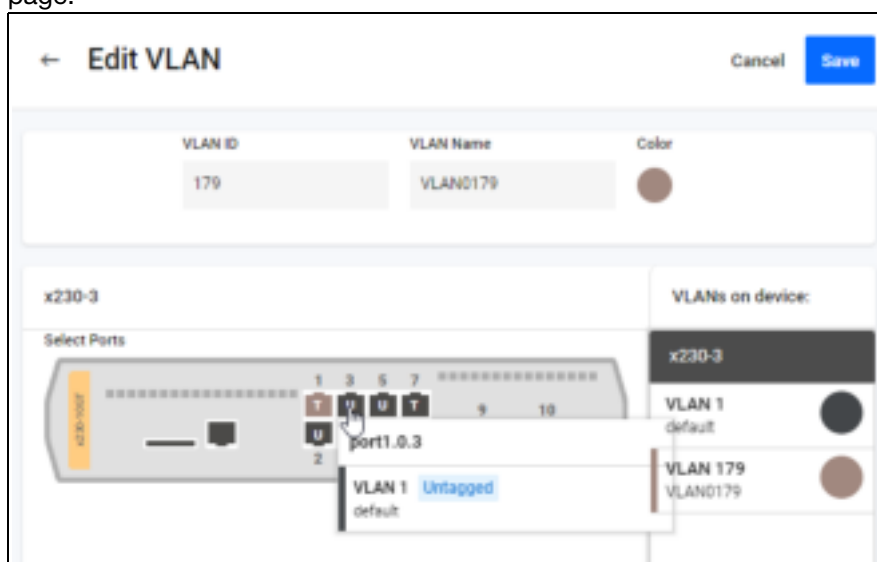 page.
← Edit VLAN
Cancel
Save
VLAN ID
VLAN Name
Color
179
VLAN0179
x230-3
VLANs on device:
Select Ports
x230-3
1 3 5 7
T U U T
9 10
U
2
port1.0.3
VLAN 1 Untagged
default
VLAN 1
default
VLAN 179
VLAN0179